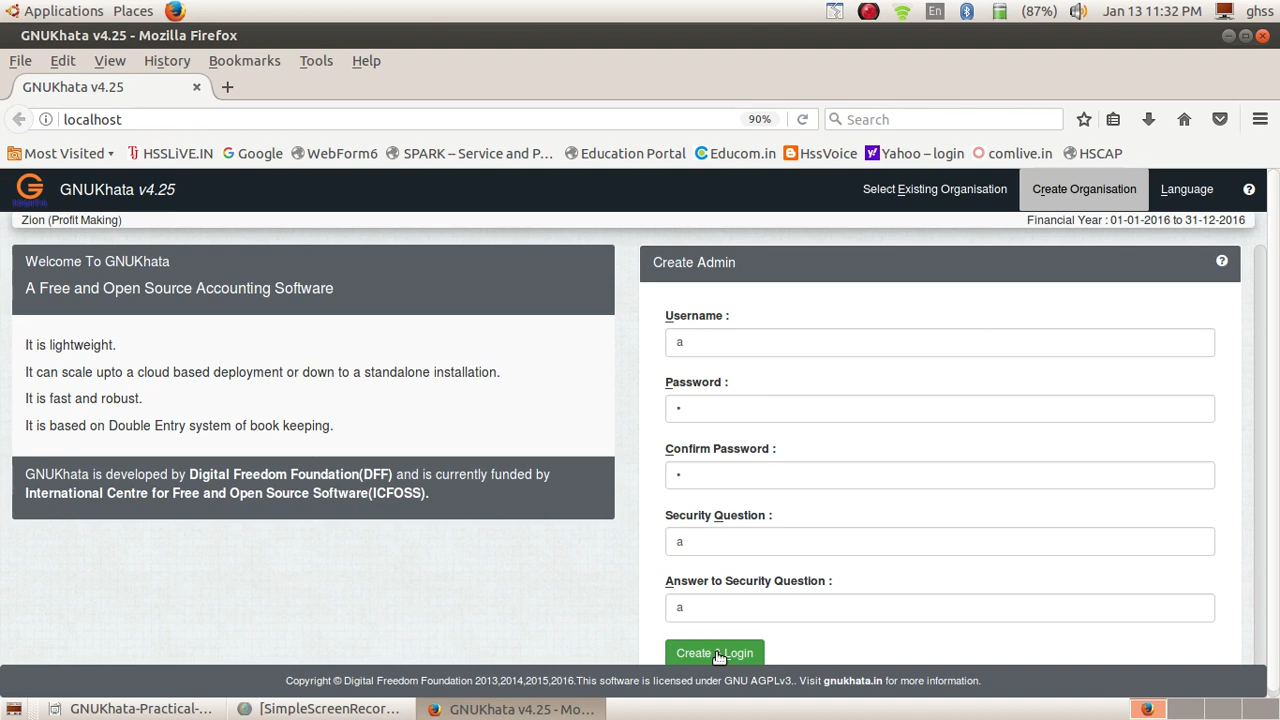 Applications Places En (87%) Jan 13 11:32 PM ghss
GNUKhata v4.25 - Mozilla Firefox
File Edit View History Bookmarks Tools Help
GNUKhata v4.25
localhost 90% Search
Most Visited HSSLiVE.IN Google WebForm6 SPARK – Service and P... Education Portal Educom.in HssVoice Yahoo – login comlive.in HSCAP
GNUKhata v4.25 Select Existing Organisation Create Organisation Language
Zion (Profit Making) Financial Year : 01-01-2016 to 31-12-2016
Welcome To GNUKhata
A Free and Open Source Accounting Software
It is lightweight.
It can scale upto a cloud based deployment or down to a standalone installation.
It is fast and robust.
It is based on Double Entry system of book keeping.
GNUKhata is developed by Digital Freedom Foundation(DFF) and is currently funded by
International Centre for Free and Open Source Software(ICFOSS).
Create Admin
Username :
a
Password :
•
Confirm Password :
•
Security Question :
a
Answer to Security Question :
a
Create & Login
Copyright © Digital Freedom Foundation 2013,2014,2015,2016.This software is licensed under GNU AGPLv3.. Visit gnukhata.in for more information.
GNUKhata-Practical-... [SimpleScreenRecor... GNUKhata v4.25 - Mo...